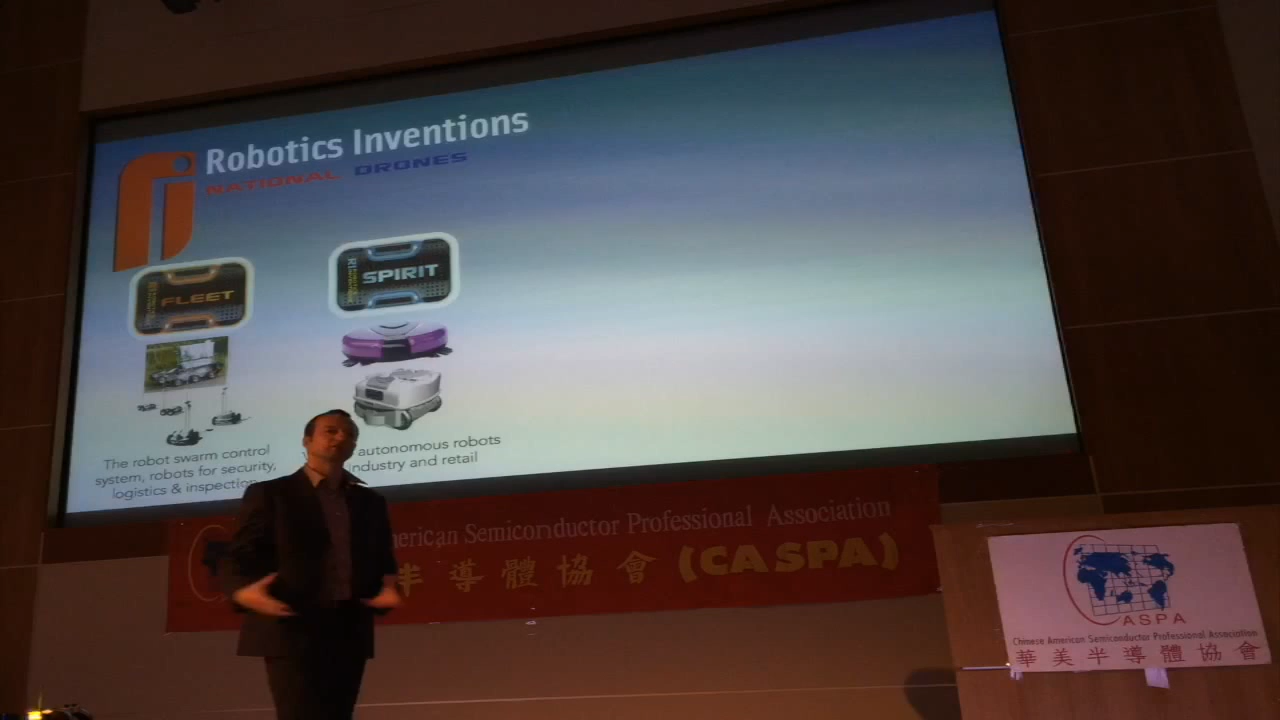 Robotics Inventions
NATIONAL DRONES
FLEET
SPIRIT
The robot swarm control
system, robots for security,
logistics & inspection
autonomous robots
industry and retail
American Semiconductor Professional Association
半導體協會 (CASPA)
CASPA
Chinese American Semiconductor Professional Association
華美半導體協會